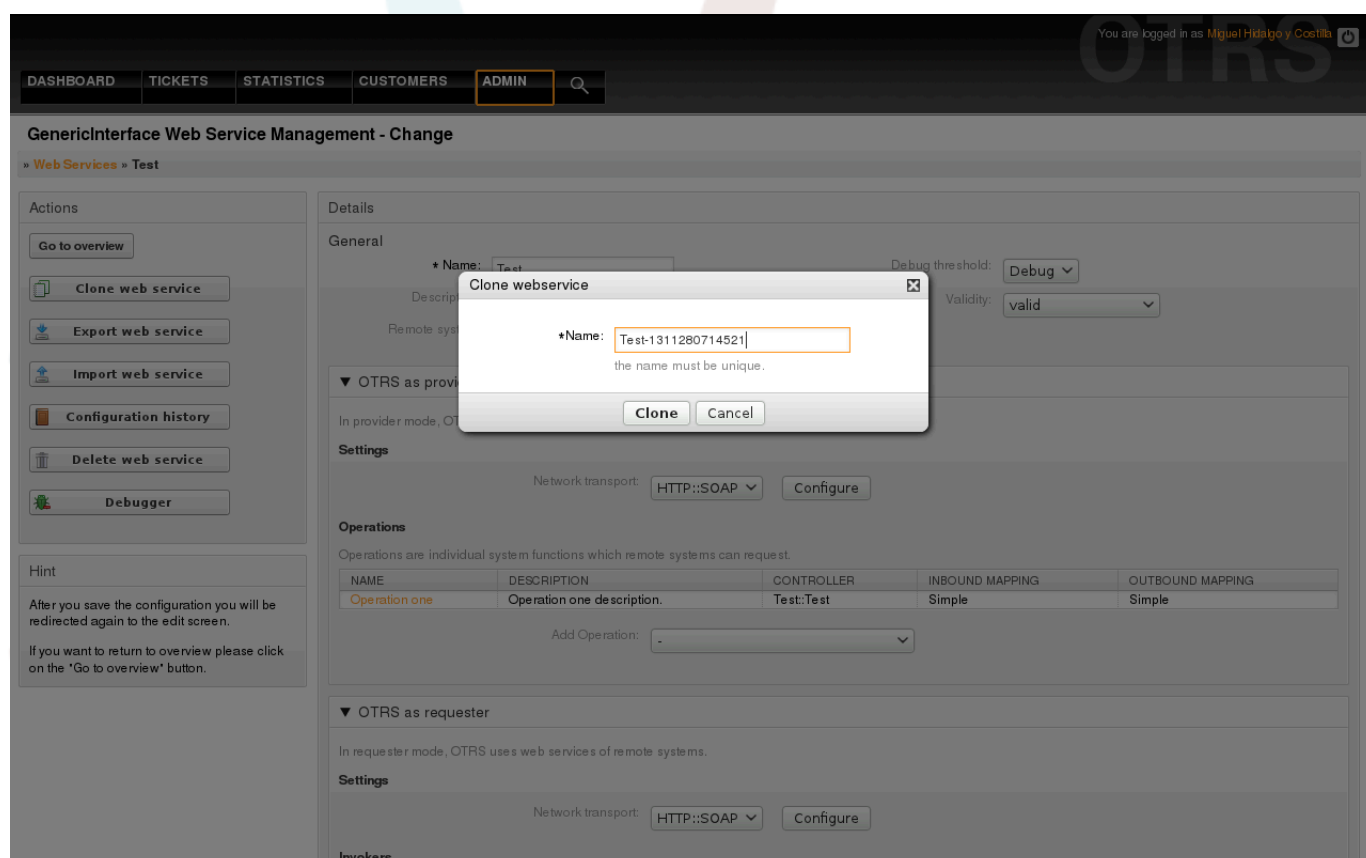 OTRS
You are logged in as Miguel Hidalgo y Costilla
DASHBOARD TICKETS STATISTICS CUSTOMERS ADMIN
GenericInterface Web Service Management - Change
» Web Services » Test
Actions
Go to overview
Clone web service
Export web service
Import web service
Configuration history
Delete web service
Debugger
Hint
After you save the configuration you will be
redirected again to the edit screen.
If you want to return to overview please click
on the "Go to overview" button.
Details
General
* Name: Test
Debug threshold: Debug
Descrip
Validity: valid
Remote syst
Clone webservice
*Name: Test-1311280714521
the name must be unique.
Clone Cancel
▼ OTRS as provi
In provider mode, OT
Settings
Network transport: HTTP::SOAP Configure
Operations
Operations are individual system functions which remote systems can request.
NAME DESCRIPTION CONTROLLER INBOUND MAPPING OUTBOUND MAPPING
Operation one Operation one description. Test::Test Simple Simple
Add Operation: -
▼ OTRS as requester
In requester mode, OTRS uses web services of remote systems.
Settings
Network transport: HTTP::SOAP Configure
Invokers